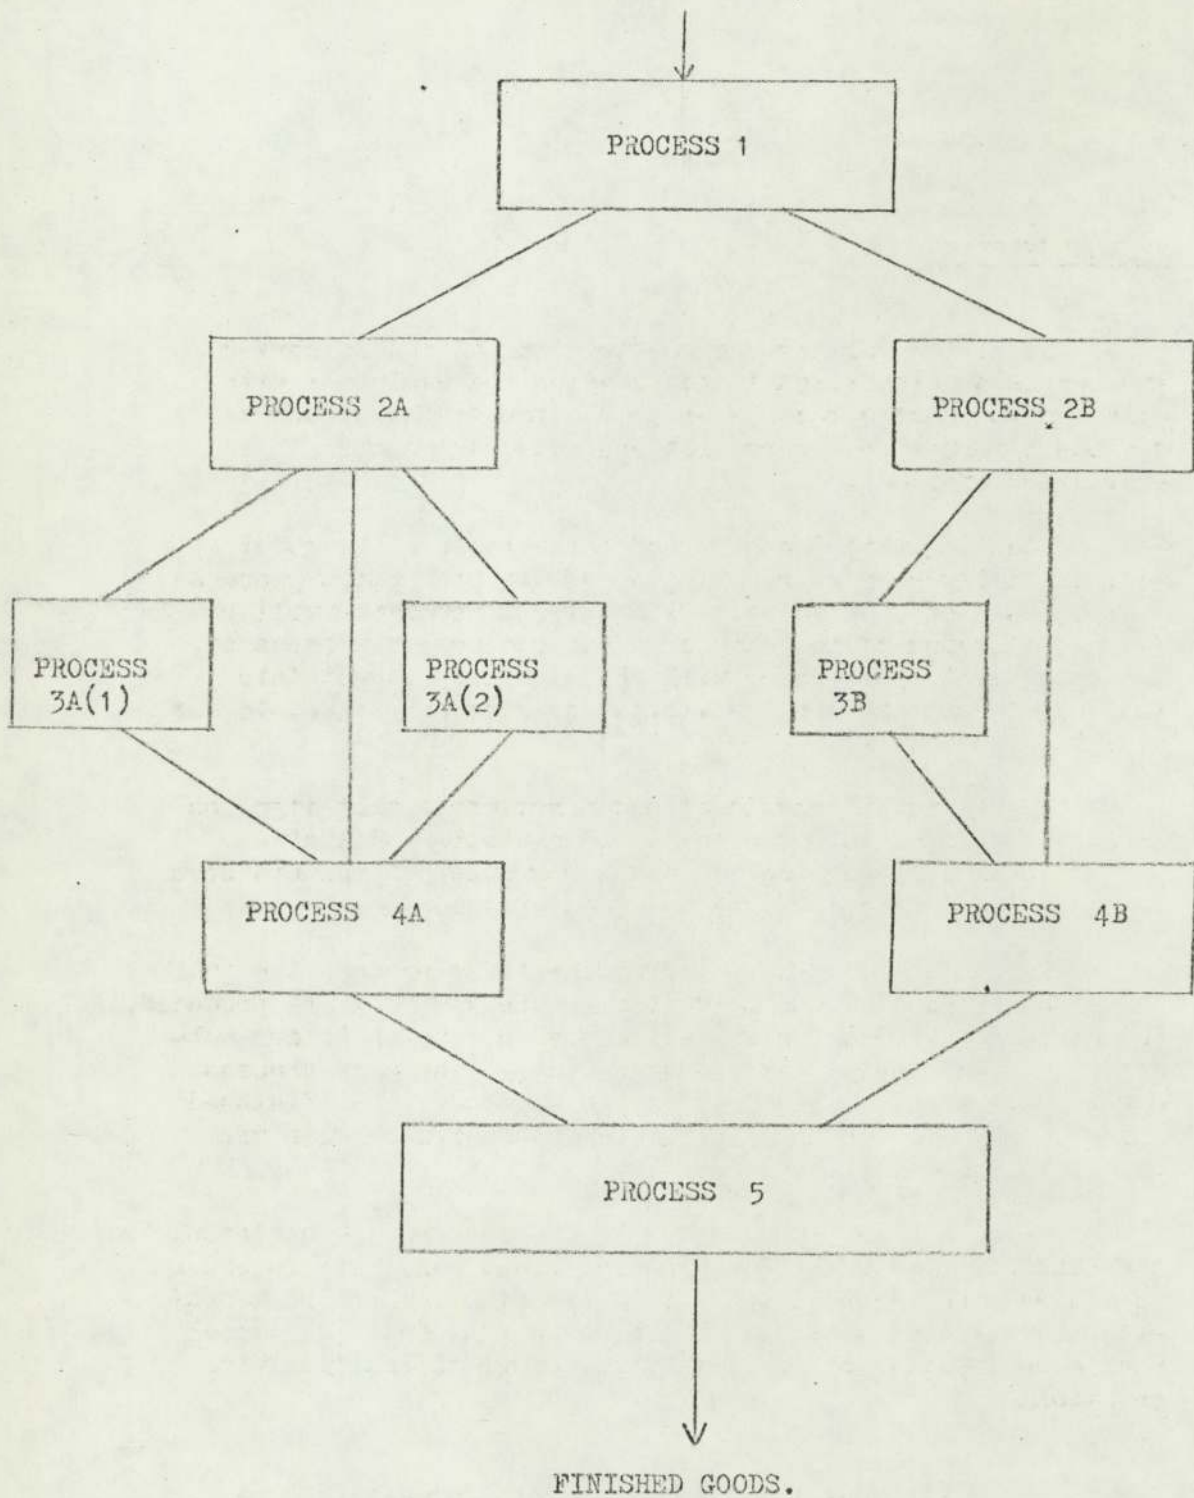 PROCESS 1
PROCESS 2A
PROCESS 2B
PROCESS
3A(1)
PROCESS
3A(2)
PROCESS
3B
PROCESS 4A
PROCESS 4B
PROCESS 5
FINISHED GOODS.